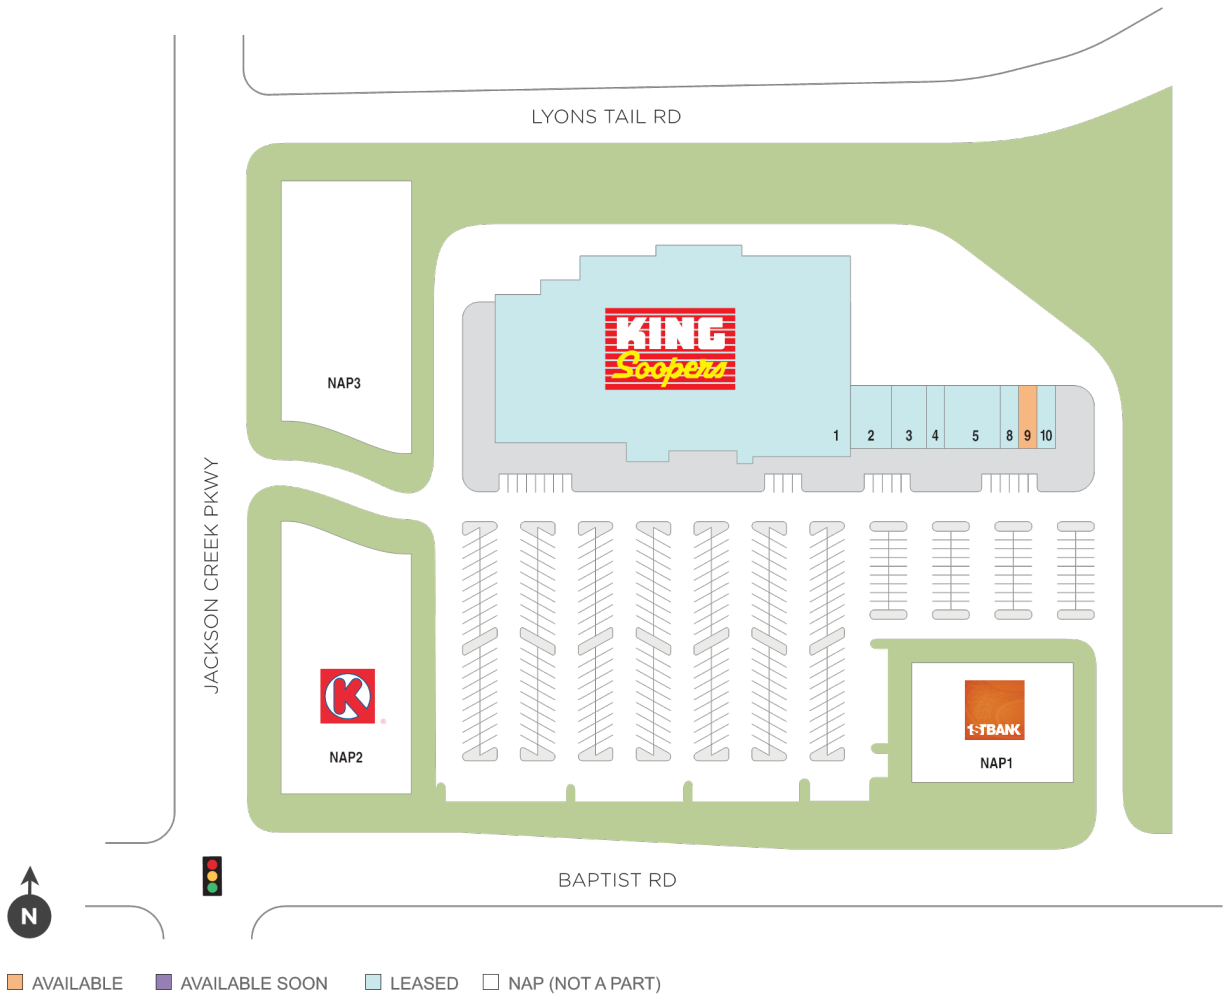 LYONS TAIL RD
KING
Soopers
NAP3
1 2 3 4 5 8 9 10
JACKSON CREEK PKWY
K
®
NAP2
1STBANK
NAP1
BAPTIST RD
N
AVAILABLE AVAILABLE SOON LEASED NAP (NOT A PART)